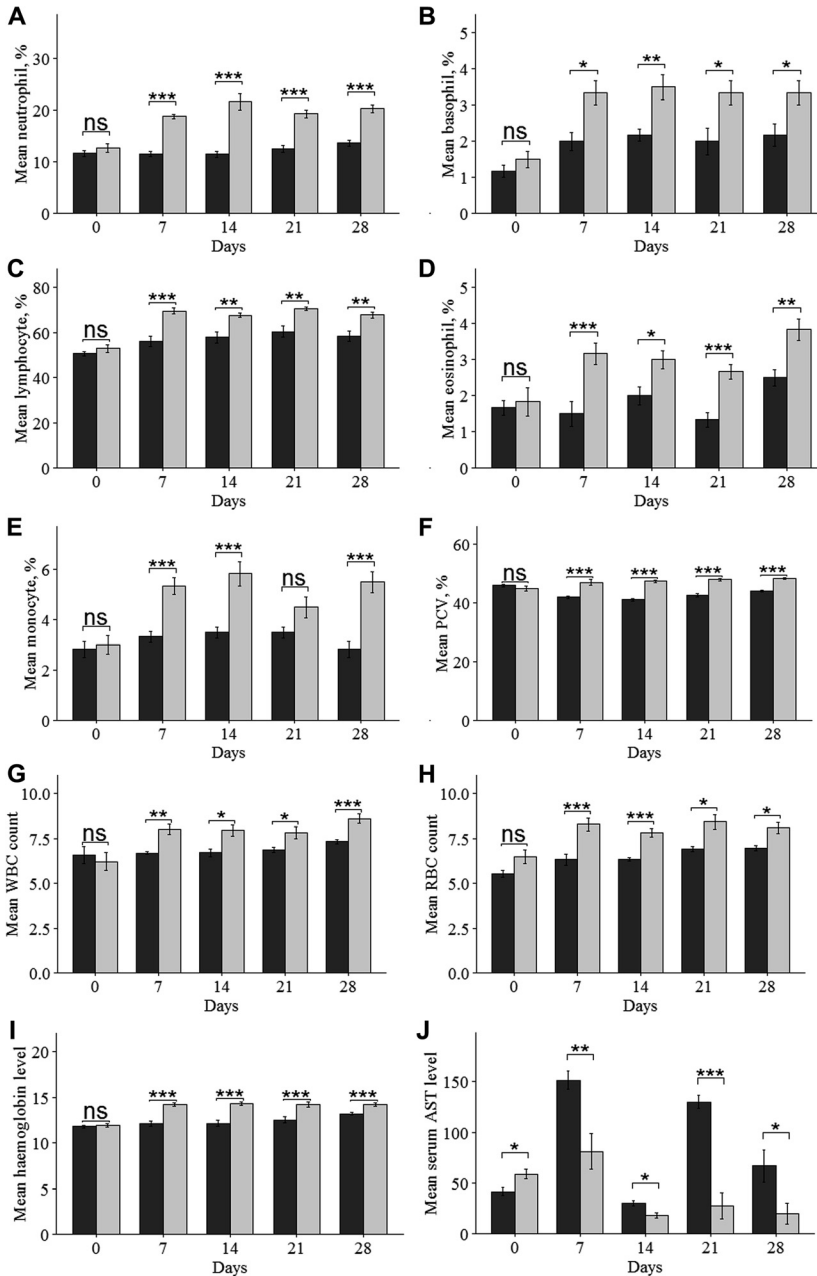 A
Mean neutrophil, %
30
20
10
0
ns *** *** *** ***
0 7 14 21 28
Days
B
Mean basophil, %
5
4
3
2
1
0
ns * ** * *
0 7 14 21 28
Days
C
Mean lymphocyte, %
80
60
40
20
0
ns *** ** ** **
0 7 14 21 28
Days
D
Mean eosinophil, %
5
4
3
2
1
0
ns *** * *** **
0 7 14 21 28
Days
E
Mean monocyte, %
6
4
2
0
ns *** *** ns ***
0 7 14 21 28
Days
F
Mean PCV, %
60
40
20
0
ns *** *** *** ***
0 7 14 21 28
Days
G
Mean WBC count
10.0
7.5
5.0
2.5
0.0
ns ** * * ***
0 7 14 21 28
Days
H
Mean RBC count
10.0
7.5
5.0
2.5
0.0
ns *** *** * *
0 7 14 21 28
Days
I
Mean haemoglobin level
20
15
10
5
0
ns *** *** *** ***
0 7 14 21 28
Days
J
Mean serum AST level
150
100
50
0
* ** * *** *
0 7 14 21 28
Days